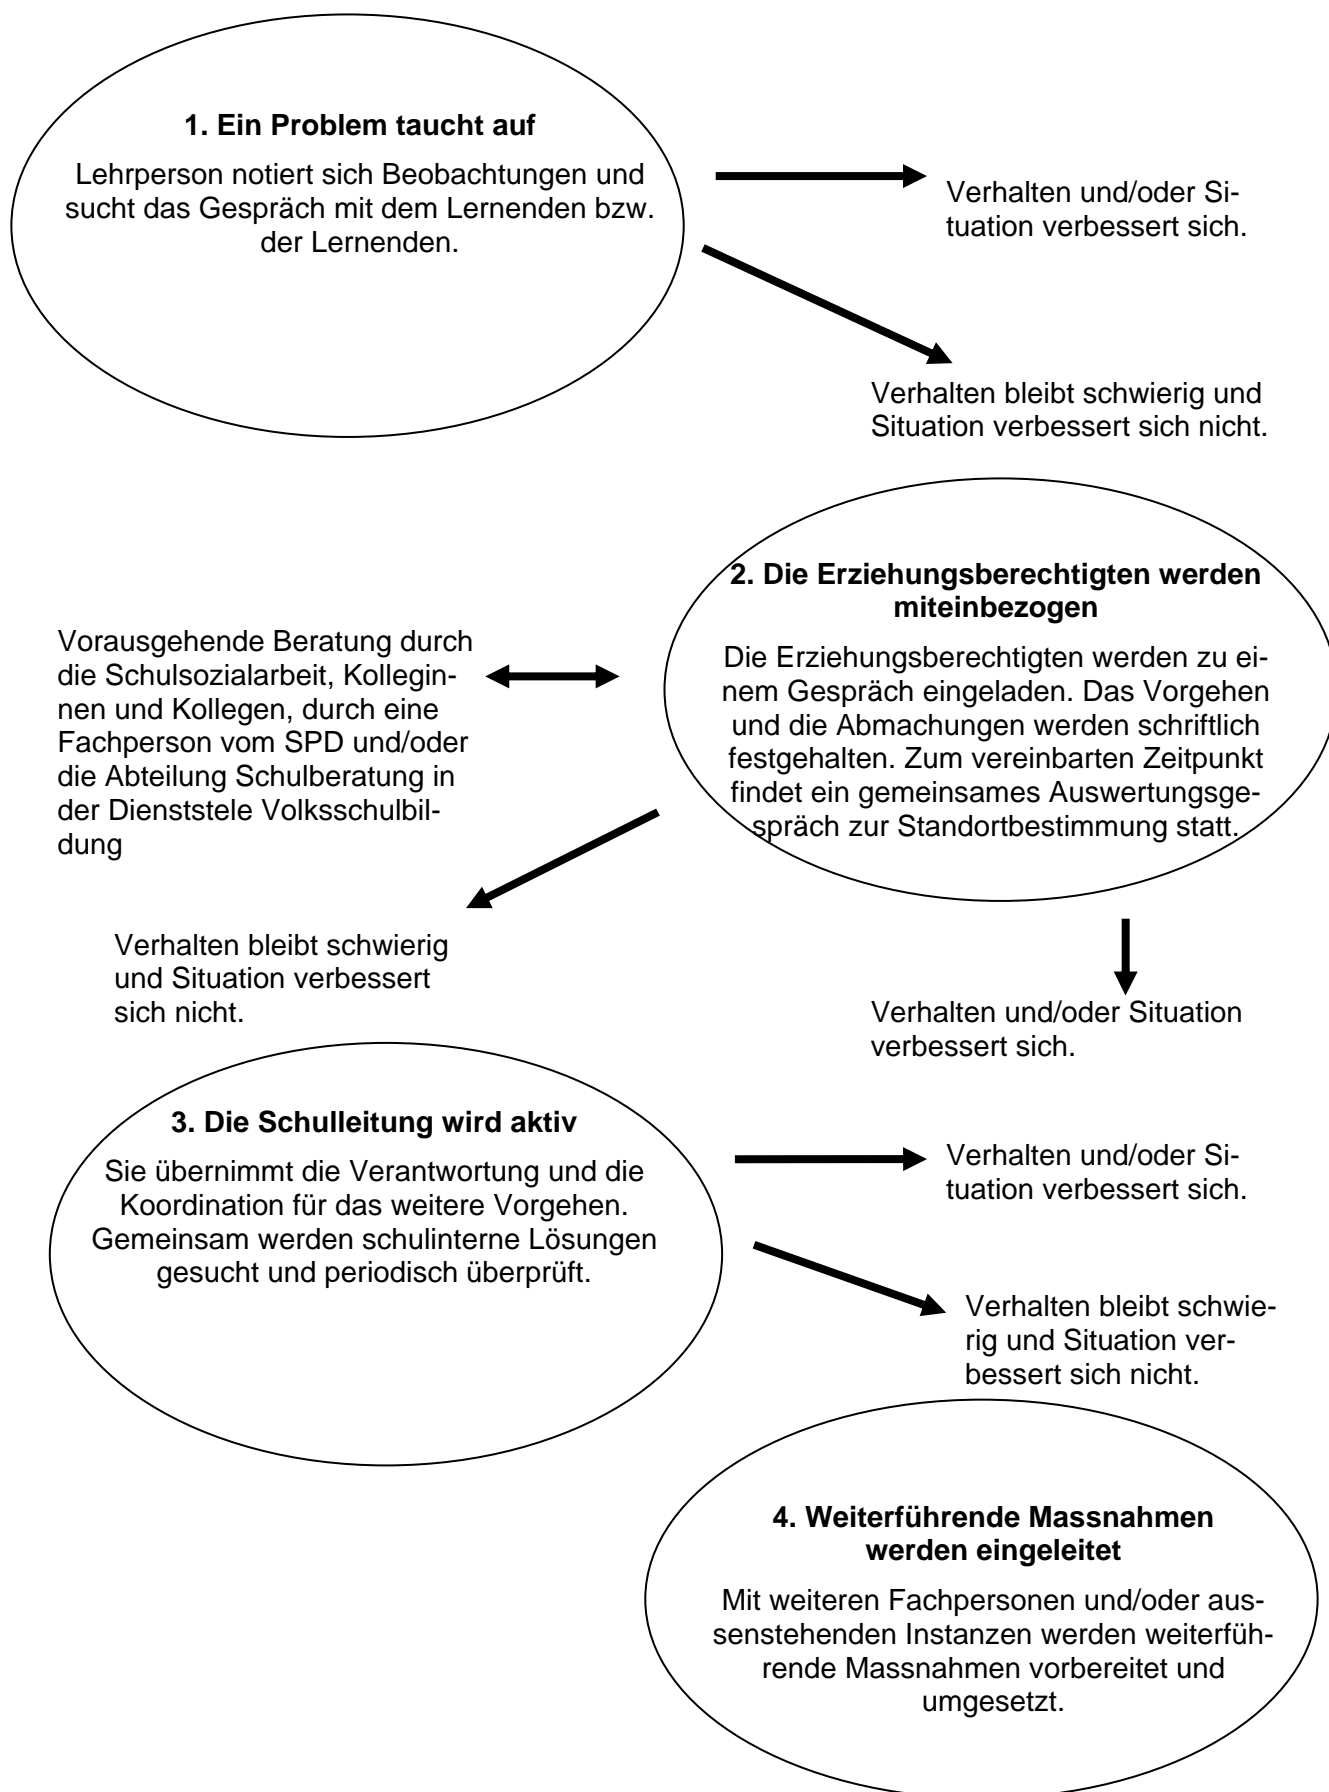 1. Ein Problem taucht auf
Lehrperson notiert sich Beobachtungen und
sucht das Gespräch mit dem Lernenden bzw.
der Lernenden.
Verhalten und/oder Si-
tuation verbessert sich.
Verhalten bleibt schwierig und
Situation verbessert sich nicht.
2. Die Erziehungsberechtigten werden
miteinbezogen
Die Erziehungsberechtigten werden zu ei-
nem Gespräch eingeladen. Das Vorgehen
und die Abmachungen werden schriftlich
festgehalten. Zum vereinbarten Zeitpunkt
findet ein gemeinsames Auswertungsge-
spräch zur Standortbestimmung statt.
Vorausgehende Beratung durch
die Schulsozialarbeit, Kollegin-
nen und Kollegen, durch eine
Fachperson vom SPD und/oder
die Abteilung Schulberatung in
der Dienststele Volksschulbil-
dung
Verhalten bleibt schwierig
und Situation verbessert
sich nicht.
Verhalten und/oder Situation
verbessert sich.
3. Die Schulleitung wird aktiv
Sie übernimmt die Verantwortung und die
Koordination für das weitere Vorgehen.
Gemeinsam werden schulinterne Lösungen
gesucht und periodisch überprüft.
Verhalten und/oder Si-
tuation verbessert sich.
Verhalten bleibt schwie-
rig und Situation ver-
bessert sich nicht.
4. Weiterführende Massnahmen
werden eingeleitet
Mit weiteren Fachpersonen und/oder aus-
senstehenden Instanzen werden weiterfüh-
rende Massnahmen vorbereitet und
umgesetzt.